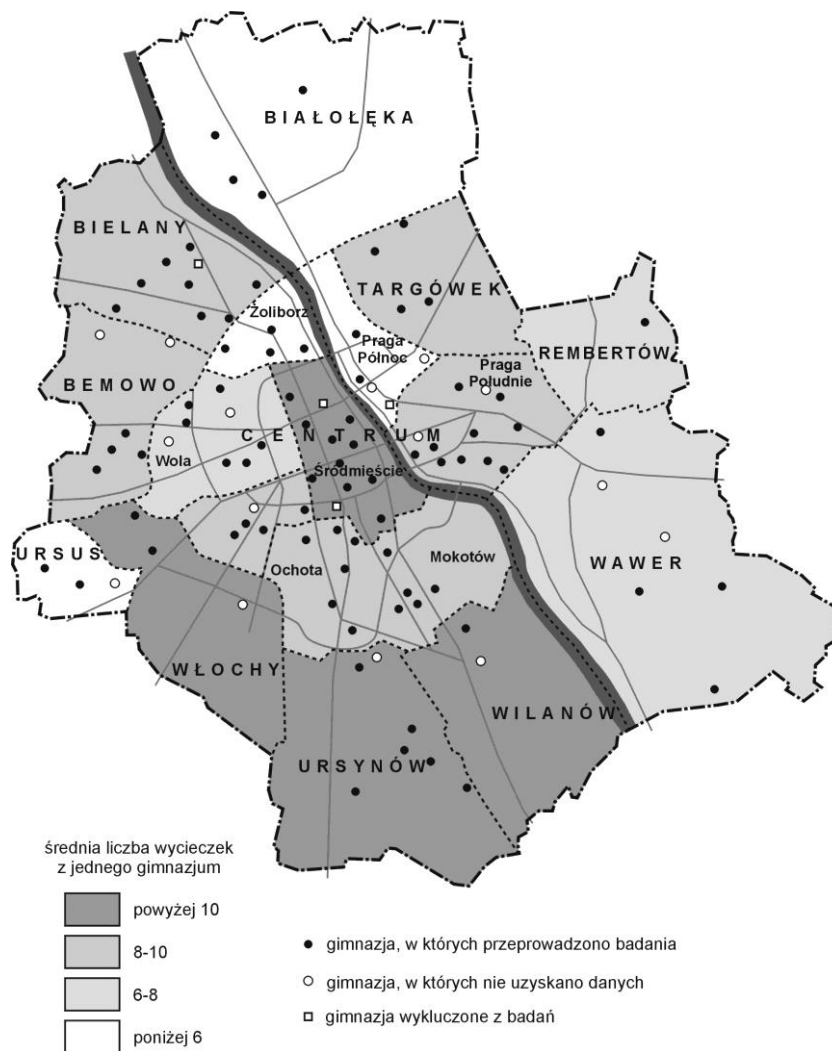 BIAŁOŁĘKA
BIELANY
TARGÓWEK
Żoliborz
Praga
Północ
REMBERTÓW
Praga
Południe
BEMOWO
CENTRUM
Wola
Śródmieście
URSUS
Ochota
Mokotów
WAWER
WŁOCHY
WILANÓW
URSYNÓW
średnia liczba wycieczek
z jednego gimnazjum
powyżej 10
8-10
6-8
poniżej 6
gimnazja, w których przeprowadzono badania
gimnazja, w których nie uzyskano danych
gimnazja wykluczone z badań